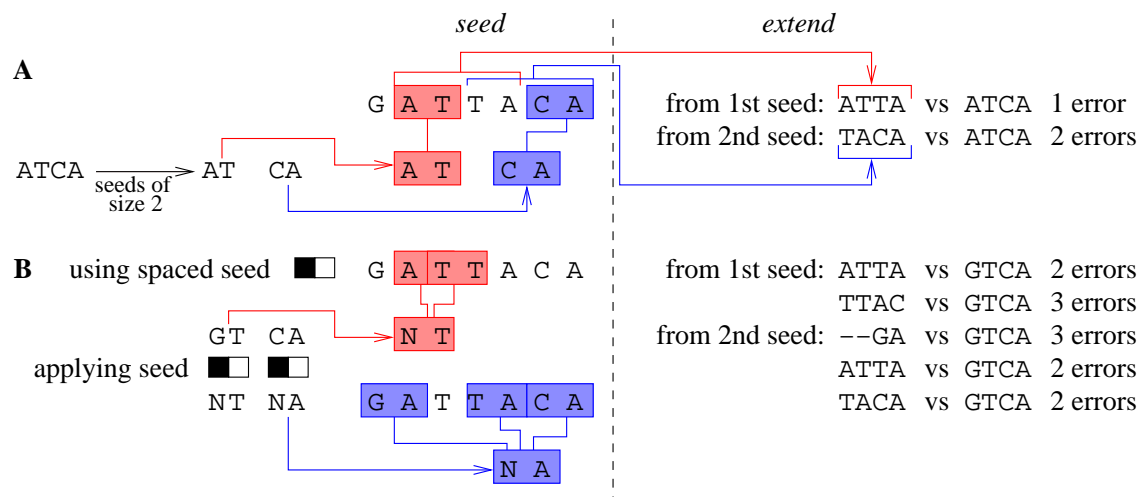 seed extend
A
G A T T A C A
from 1st seed: ATTA vs ATCA 1 error
from 2nd seed: TACA vs ATCA 2 errors
ATCA seeds of size 2 AT CA A T C A
B using spaced seed G A T T A C A
from 1st seed: ATTA vs GTCA 2 errors
TTAC vs GTCA 3 errors
GT CA N T
from 2nd seed: --GA vs GTCA 3 errors
applying seed
ATTA vs GTCA 2 errors
NT NA G A T T A C A
TACA vs GTCA 2 errors
N A